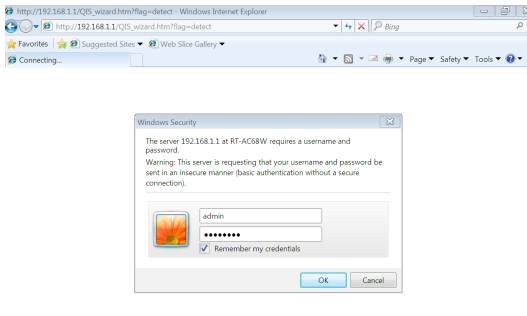 http://192.168.1.1/QIS_wizard.htm?flag=detect - Windows Internet Explorer
http://192.168.1.1/QIS_wizard.htm?flag=detect
Bing
Favorites Suggested Sites Web Slice Gallery
Connecting... Page Safety Tools
Windows Security
The server 192.168.1.1 at RT-AC68W requires a username and
password.
Warning: This server is requesting that your username and password be
sent in an insecure manner (basic authentication without a secure
connection).
admin
••••••••
Remember my credentials
OK Cancel